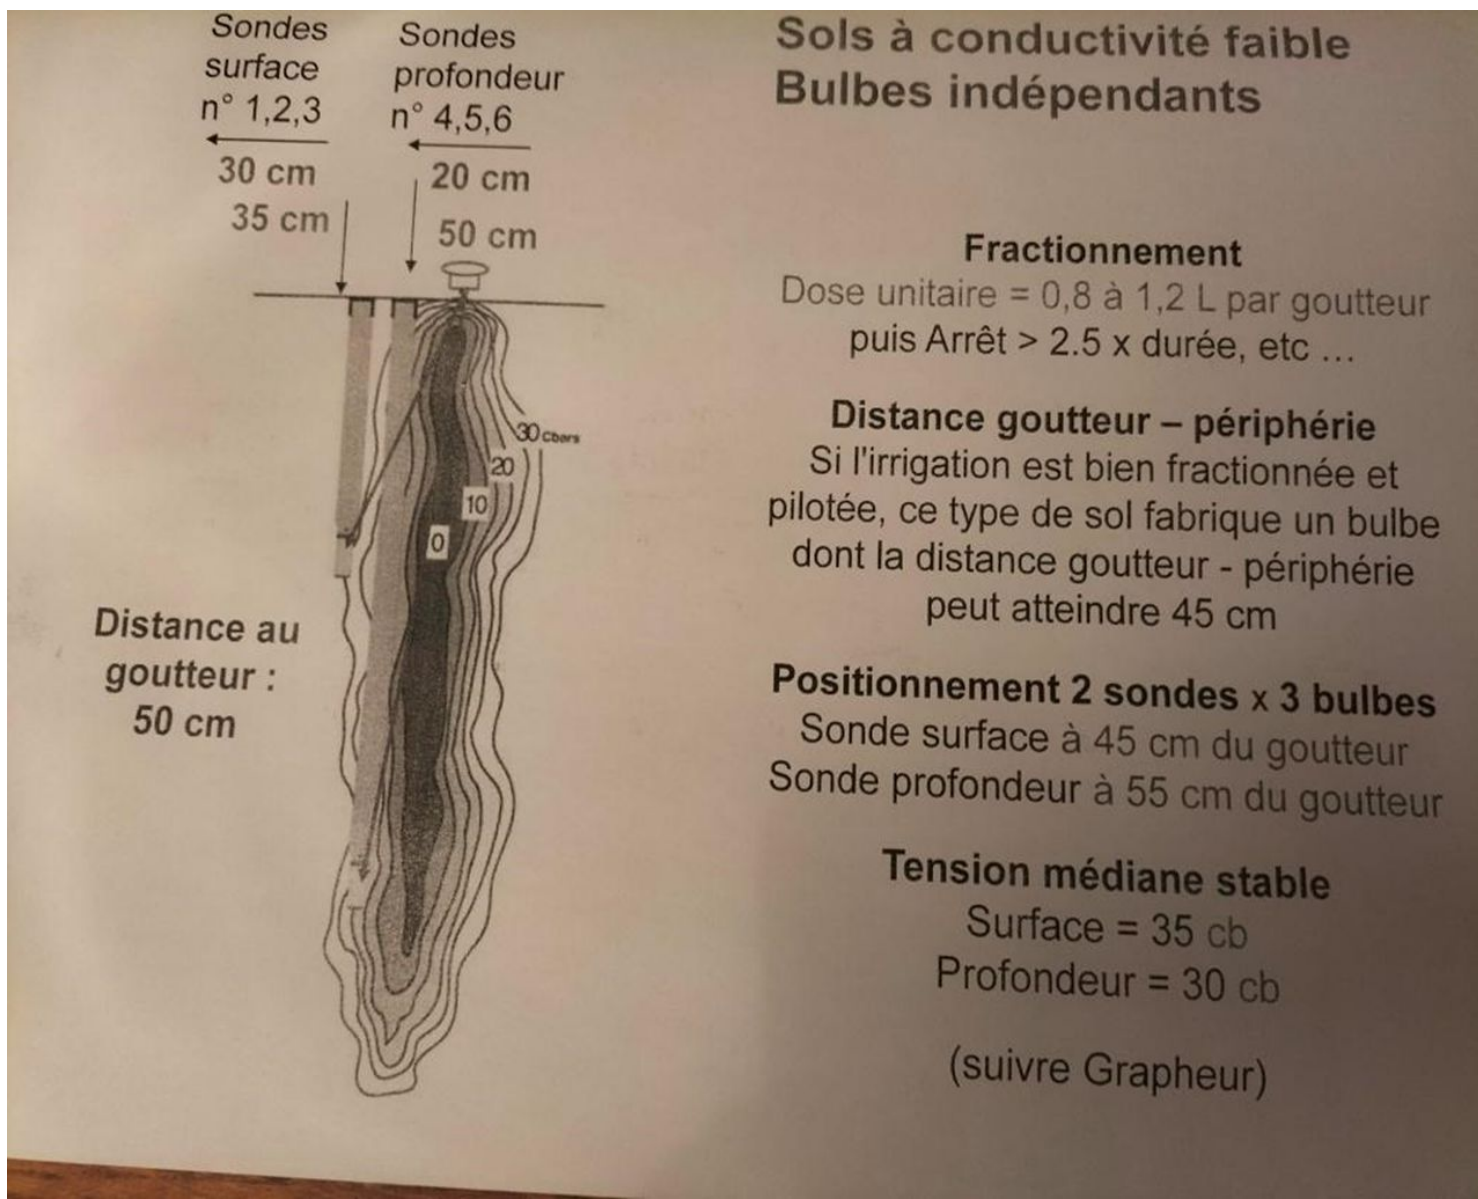 Sondes
surface
n° 1,2,3
30 cm
35 cm
Sondes
profondeur
n° 4,5,6
20 cm
50 cm
30 Cbars
20
10
0
Distance au
goutteur :
50 cm
Sols à conductivité faible
Bulbes indépendants
Fractionnement
Dose unitaire = 0,8 à 1,2 L par goutteur
puis Arrêt > 2.5 x durée, etc ...
Distance goutteur – périphérie
Si l'irrigation est bien fractionnée et
pilotée, ce type de sol fabrique un bulbe
dont la distance goutteur - périphérie
peut atteindre 45 cm
Positionnement 2 sondes x 3 bulbes
Sonde surface à 45 cm du goutteur
Sonde profondeur à 55 cm du goutteur
Tension médiane stable
Surface = 35 cb
Profondeur = 30 cb
(suivre Grapheur)